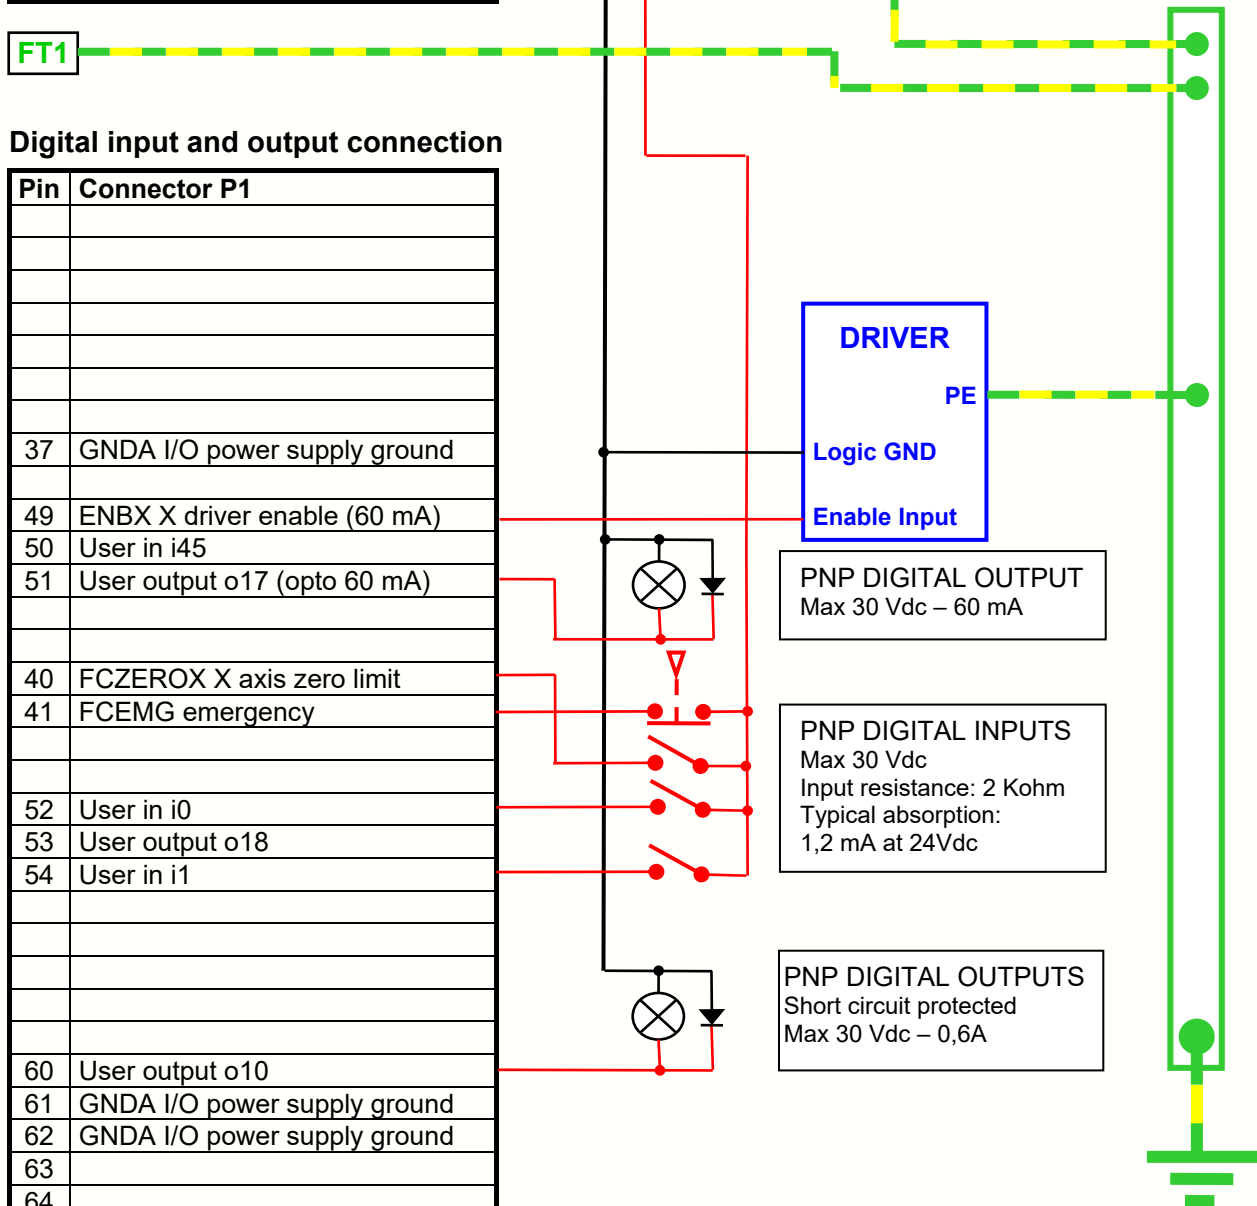 FT1
Digital input and output connection
Pin Connector P1
37 GNDA I/O power supply ground
49 ENBX X driver enable (60 mA)
50 User in i45
51 User output o17 (opto 60 mA)
40 FCZEROX X axis zero limit
41 FCEMG emergency
52 User in i0
53 User output o18
54 User in i1
60 User output o10
61 GNDA I/O power supply ground
62 GNDA I/O power supply ground
63
64
DRIVER
PE
Logic GND
Enable Input
PNP DIGITAL OUTPUT
Max 30 Vdc – 60 mA
PNP DIGITAL INPUTS
Max 30 Vdc
Input resistance: 2 Kohm
Typical absorption:
1,2 mA at 24Vdc
PNP DIGITAL OUTPUTS
Short circuit protected
Max 30 Vdc – 0,6A